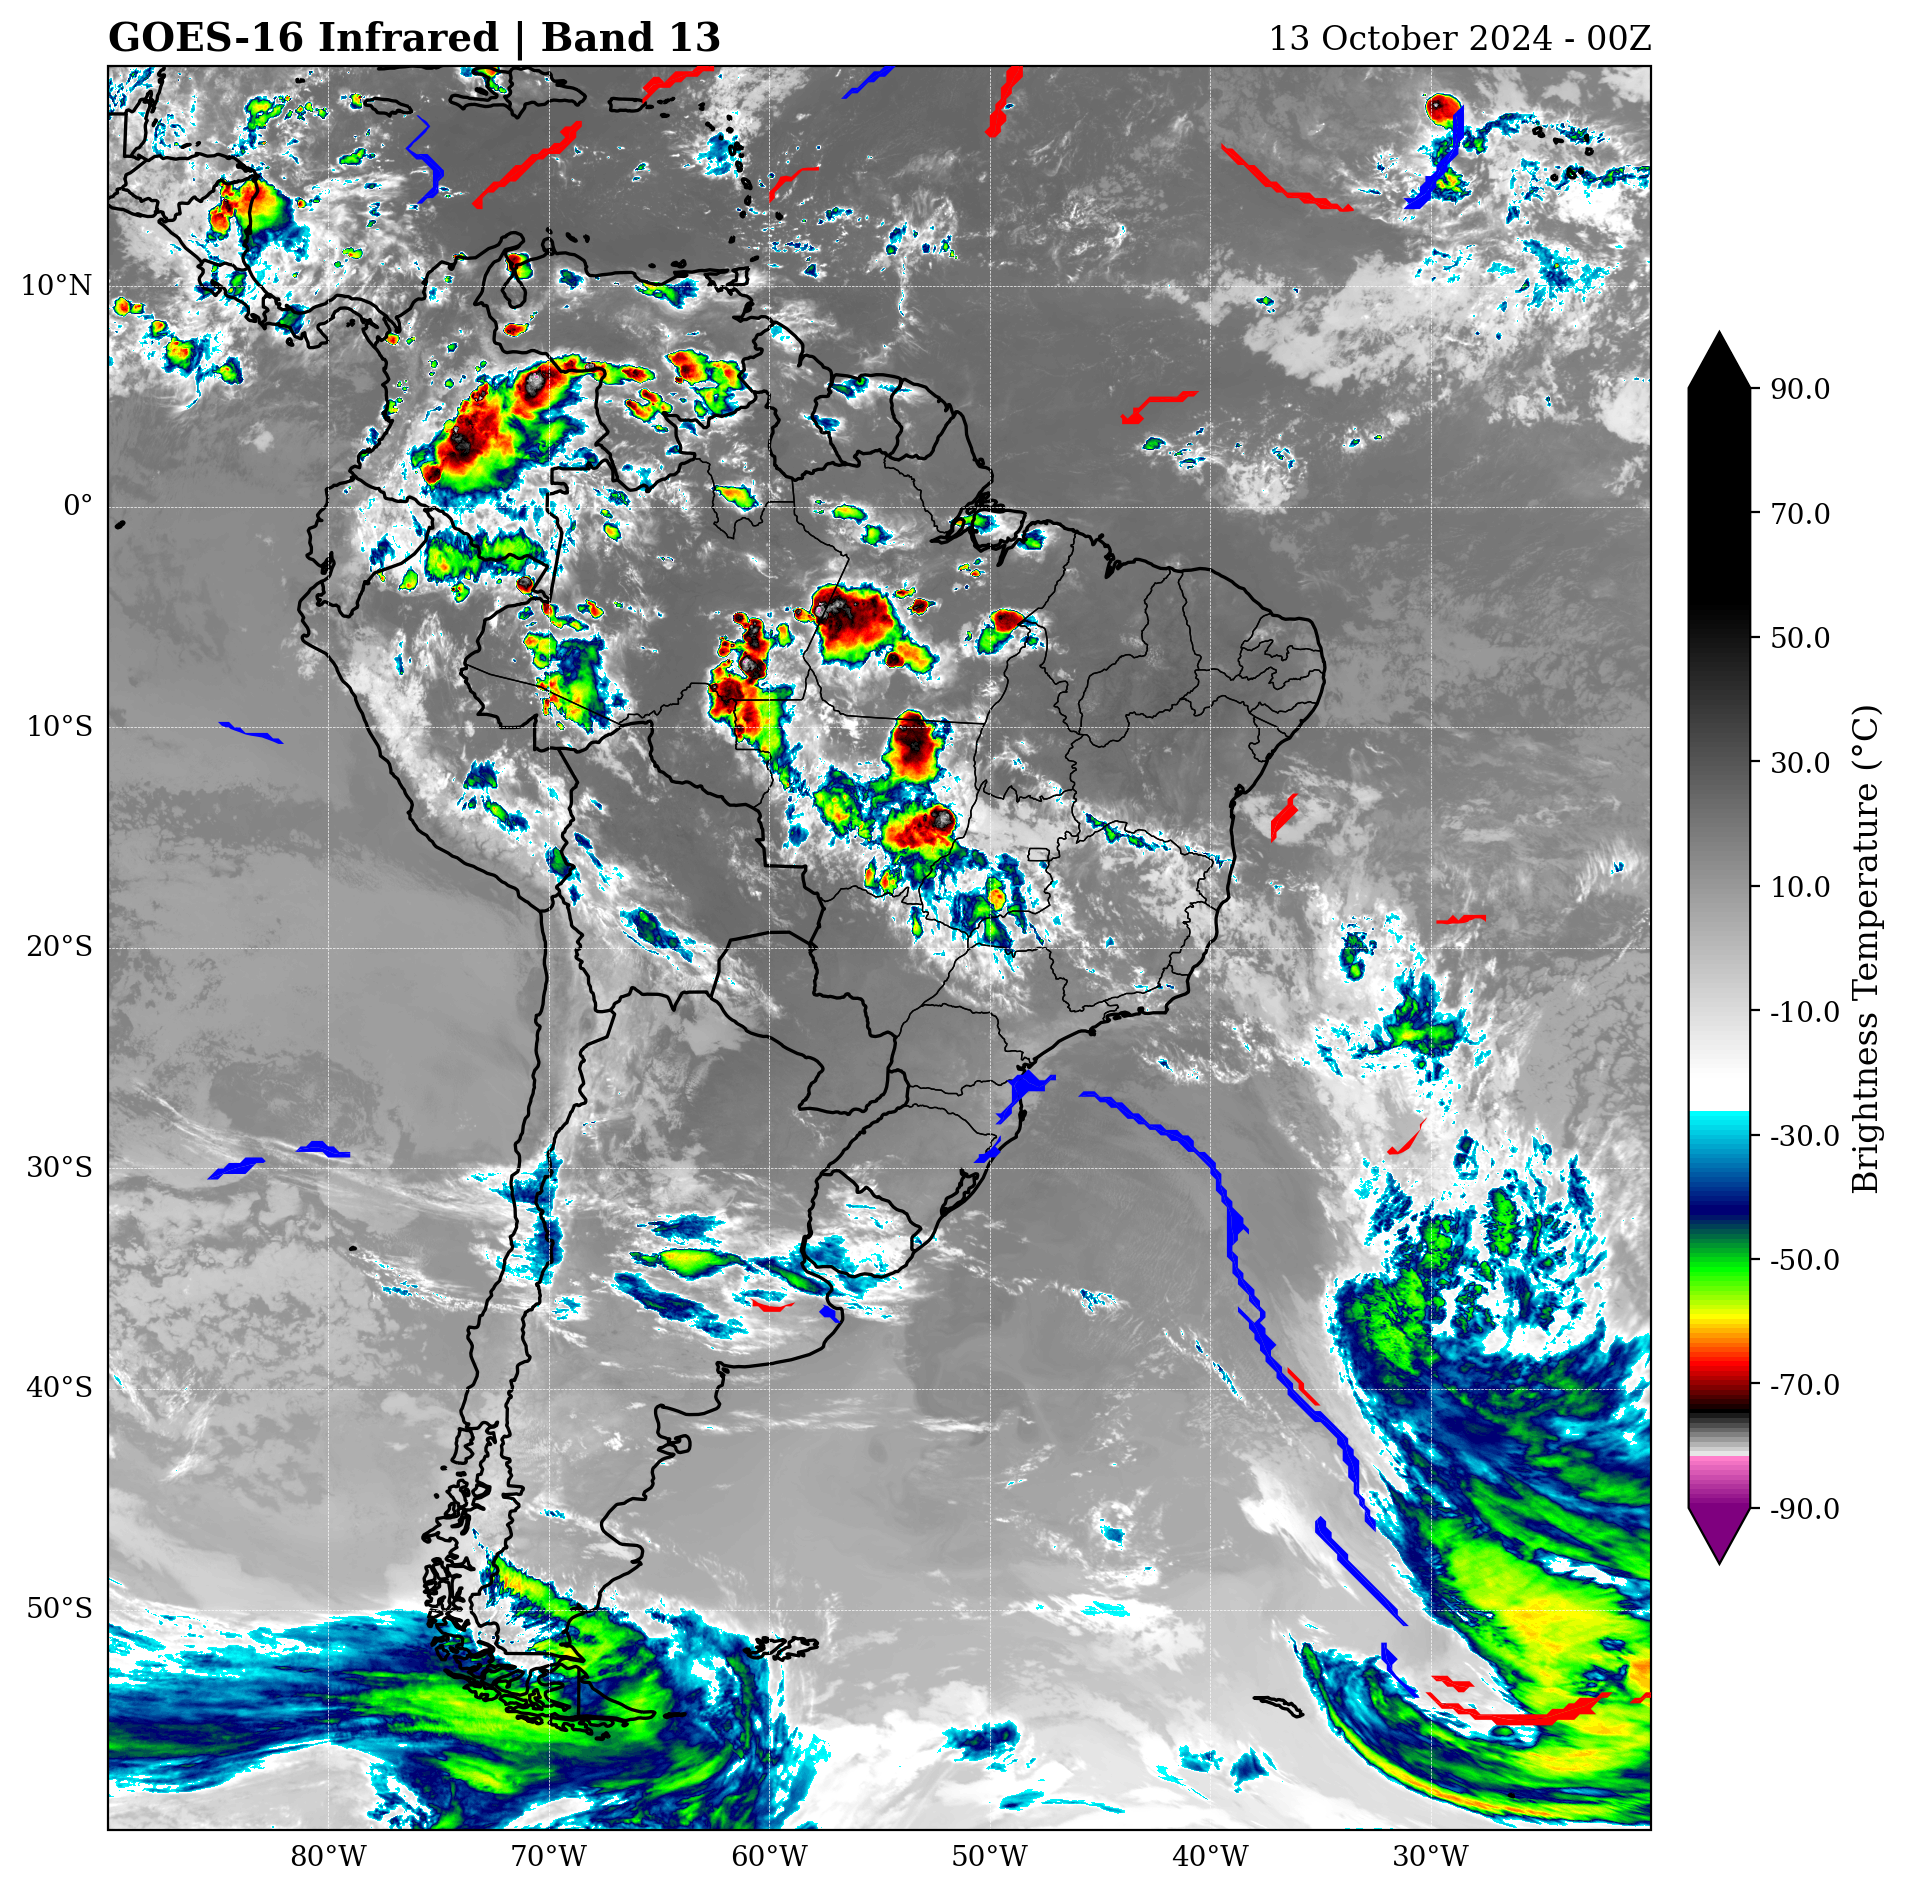 GOES-16 Infrared | Band 13
13 October 2024 - 00Z
10°N
0°
10°S
20°S
30°S
40°S
50°S
80°W
70°W
60°W
50°W
40°W
30°W
90.0
70.0
50.0
30.0
10.0
-10.0
-30.0
-50.0
-70.0
-90.0
Brightness Temperature (°C)